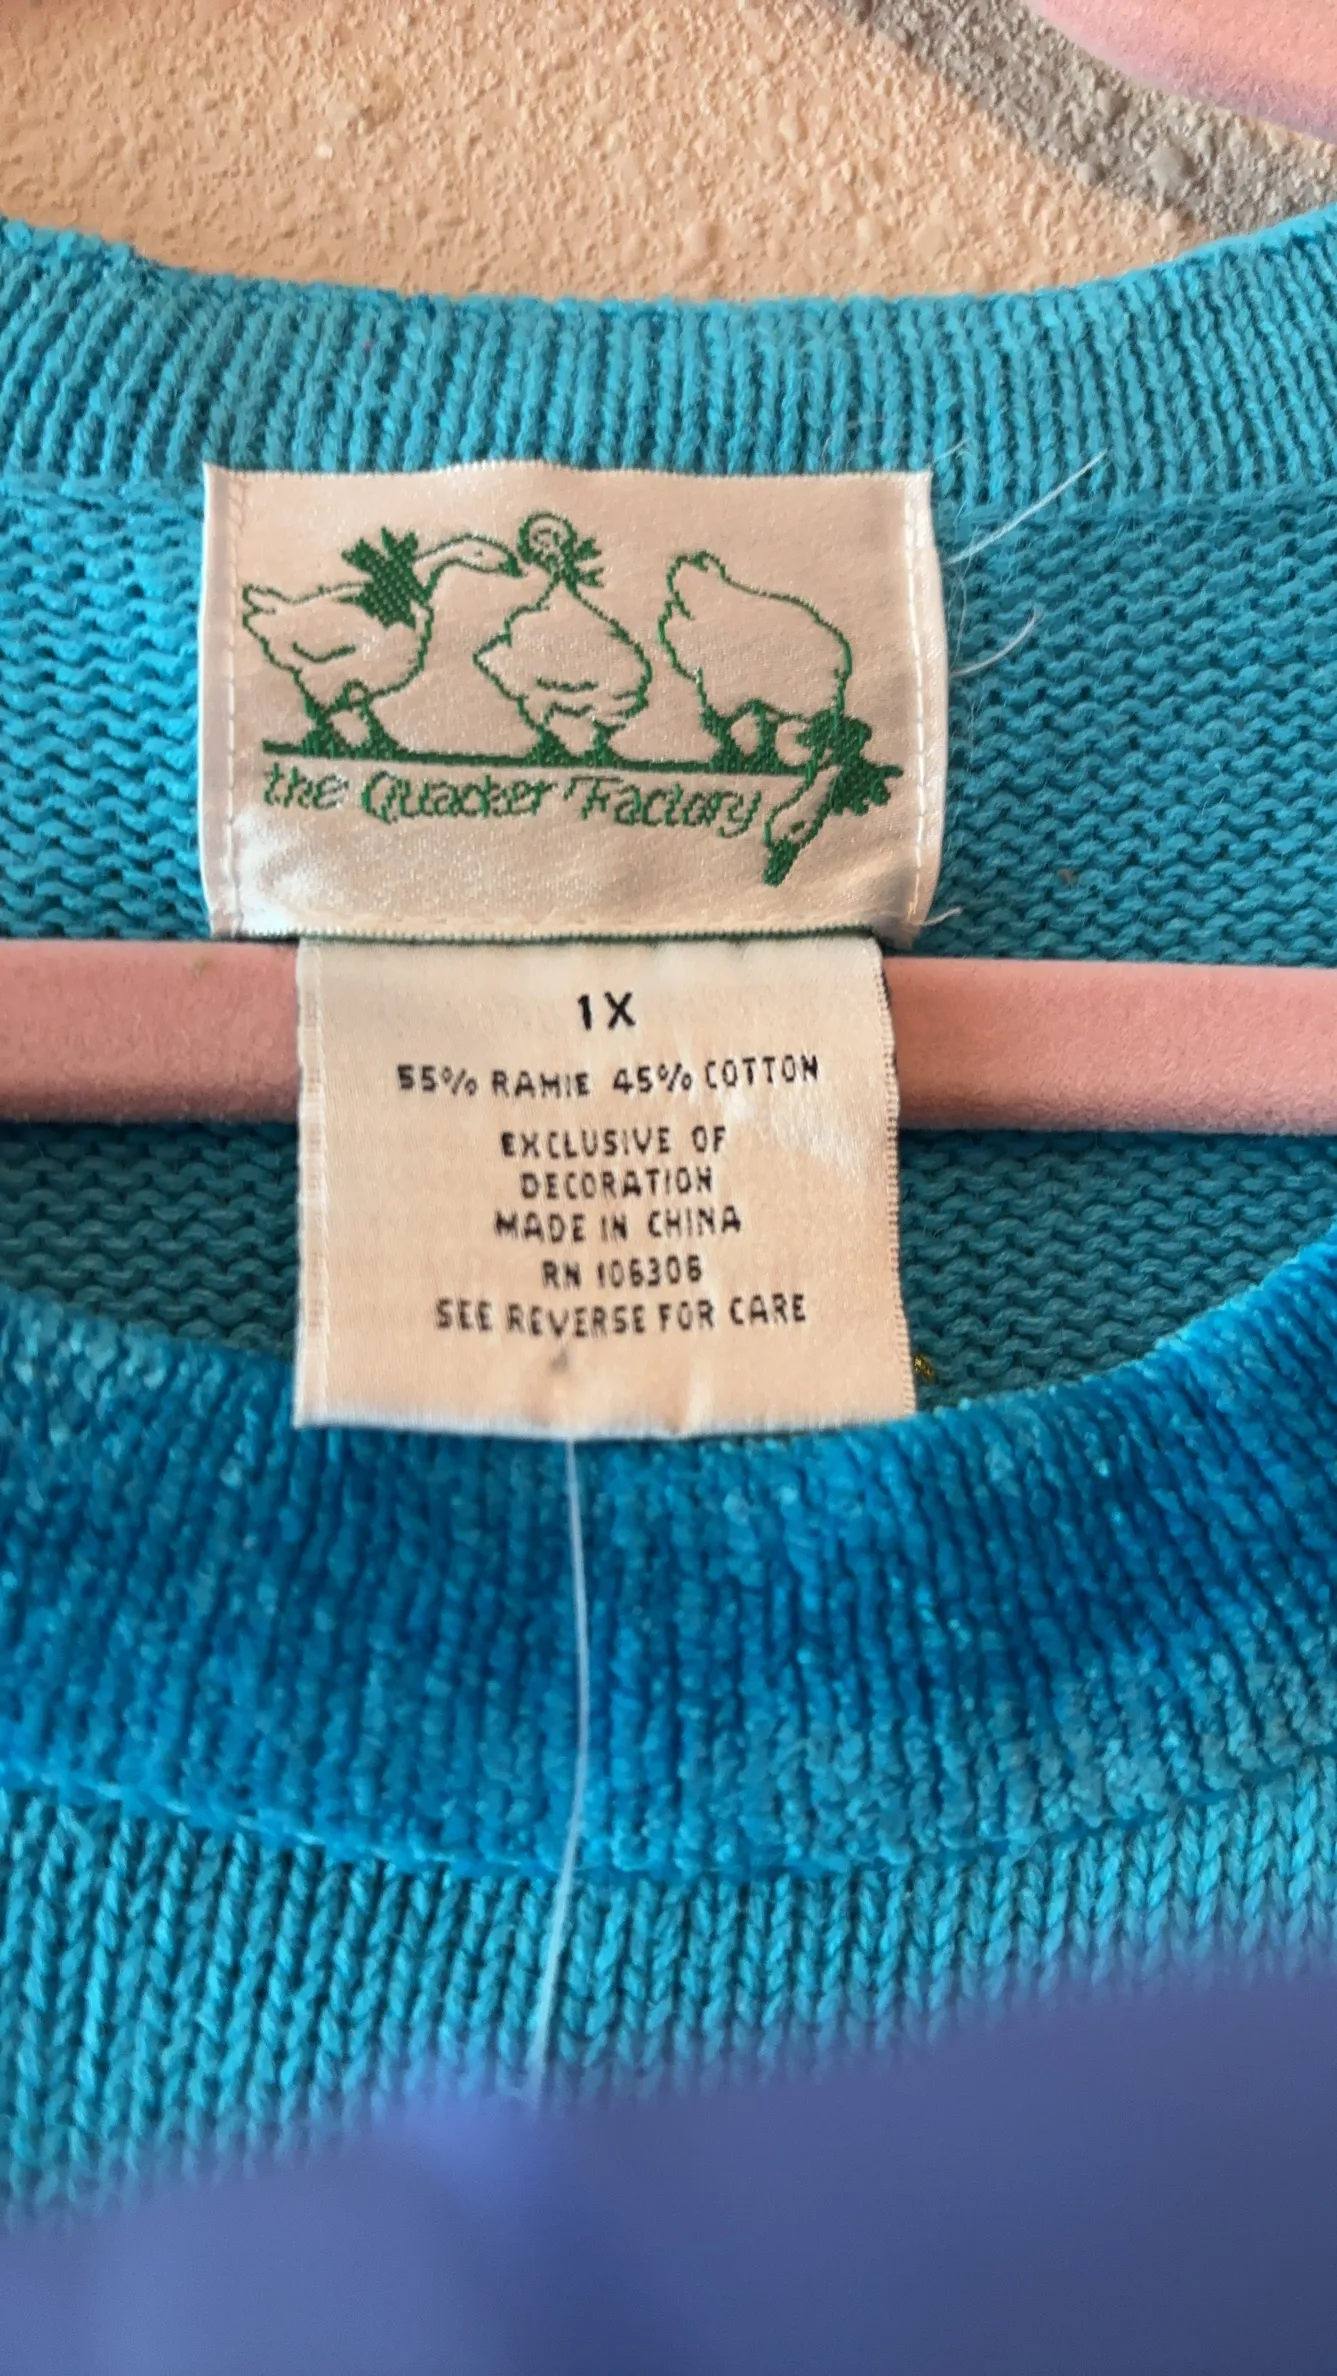 the Quacker Factory
1X
55% RAMIE 45% COTTON
EXCLUSIVE OF
DECORATION
MADE IN CHINA
RN 106306
SEE REVERSE FOR CARE